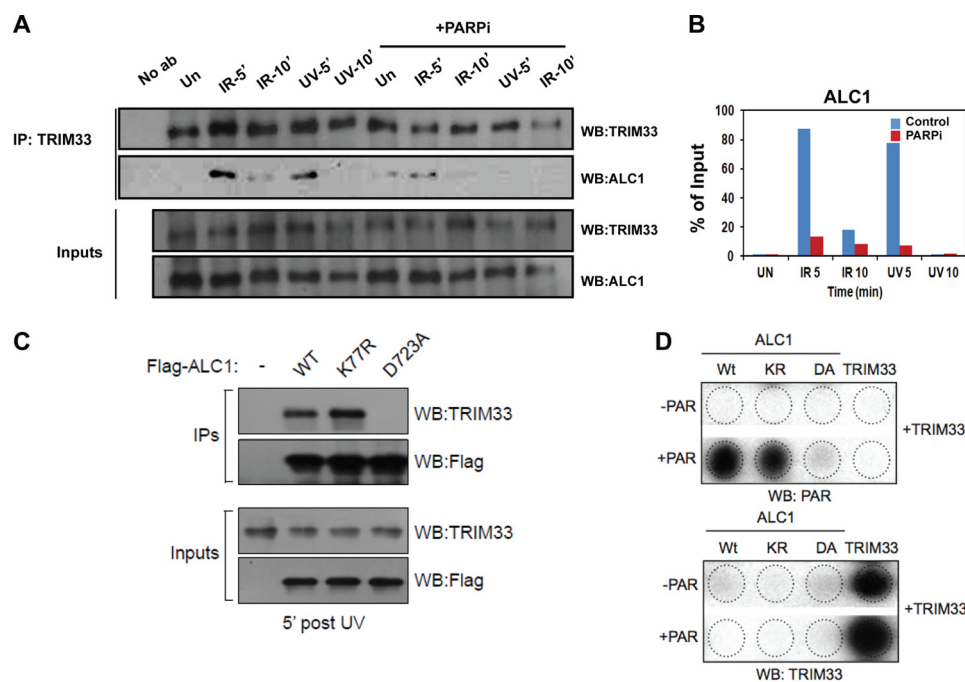 A
+PARPi
No ab Un IR-5' IR-10' UV-5' UV-10' Un IR-5' IR-10' UV-5' IR-10'
IP: TRIM33
WB:TRIM33
WB:ALC1
Inputs
WB:TRIM33
WB:ALC1
B
ALC1
Control
PARPi
% of Input
100
80
60
40
20
0
UN IR 5 IR 10 UV 5 UV 10
Time (min)
C
Flag-ALC1: - WT K77R D723A
IPs
WB:TRIM33
WB:Flag
Inputs
WB:TRIM33
WB:Flag
5' post UV
D
ALC1
Wt KR DA TRIM33
-PAR
+PAR
+TRIM33
WB: PAR
ALC1
Wt KR DA TRIM33
-PAR
+PAR
+TRIM33
WB: TRIM33